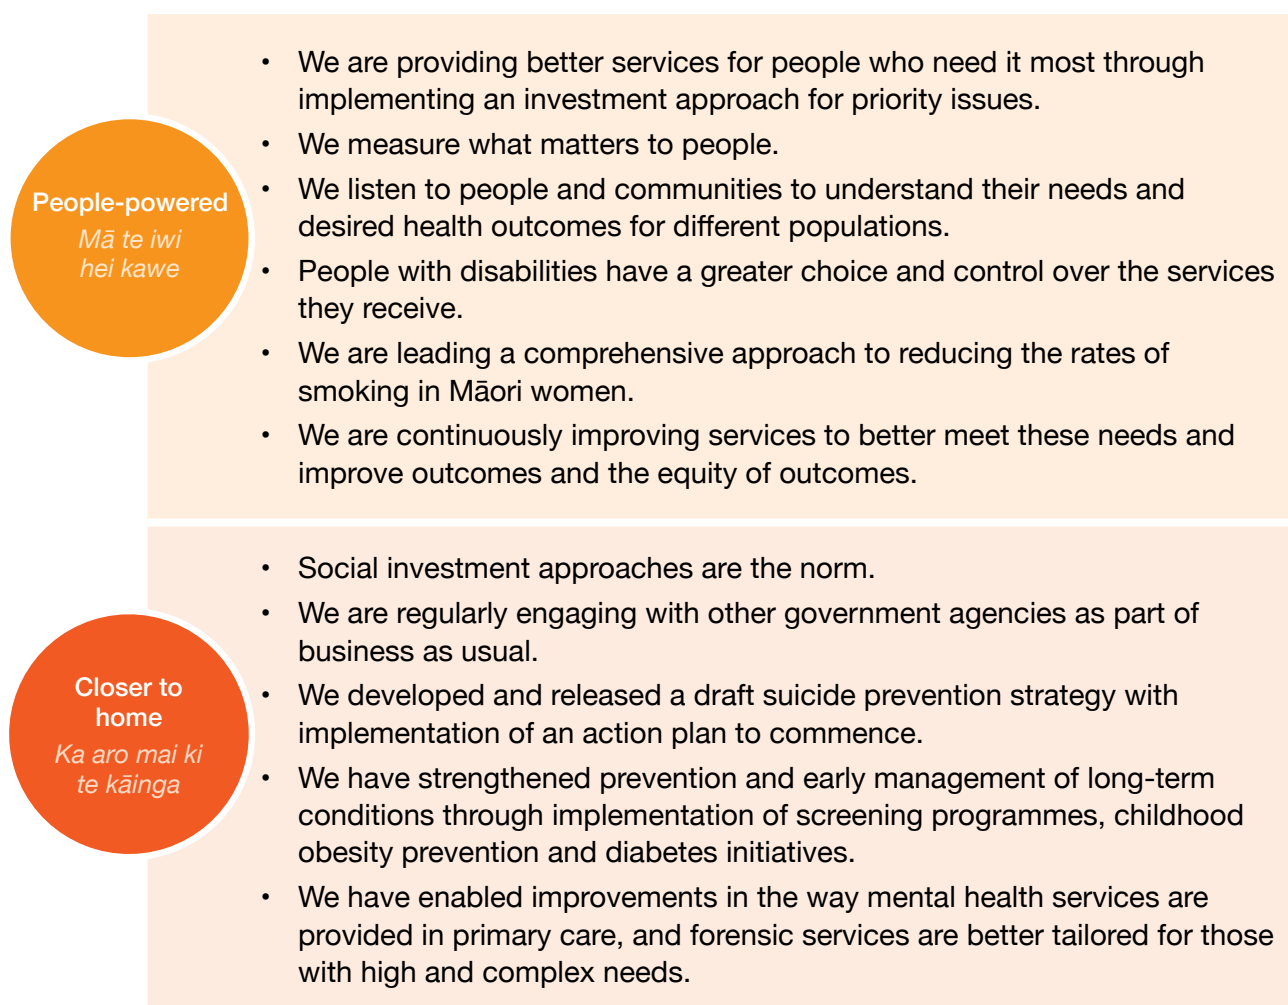 People-powered
Mā te iwi
hei kawe
• We are providing better services for people who need it most through
implementing an investment approach for priority issues.
• We measure what matters to people.
• We listen to people and communities to understand their needs and
desired health outcomes for different populations.
• People with disabilities have a greater choice and control over the services
they receive.
• We are leading a comprehensive approach to reducing the rates of
smoking in Māori women.
• We are continuously improving services to better meet these needs and
improve outcomes and the equity of outcomes.
Closer to
home
Ka aro mai ki
te kāinga
• Social investment approaches are the norm.
• We are regularly engaging with other government agencies as part of
business as usual.
• We developed and released a draft suicide prevention strategy with
implementation of an action plan to commence.
• We have strengthened prevention and early management of long-term
conditions through implementation of screening programmes, childhood
obesity prevention and diabetes initiatives.
• We have enabled improvements in the way mental health services are
provided in primary care, and forensic services are better tailored for those
with high and complex needs.